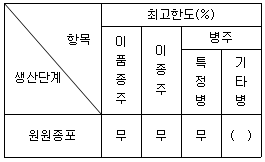 항목
생산단계
최고한도(%)
이품종주
이종주
병주
특정병
기타병
원원종포 무 무 무 ( )